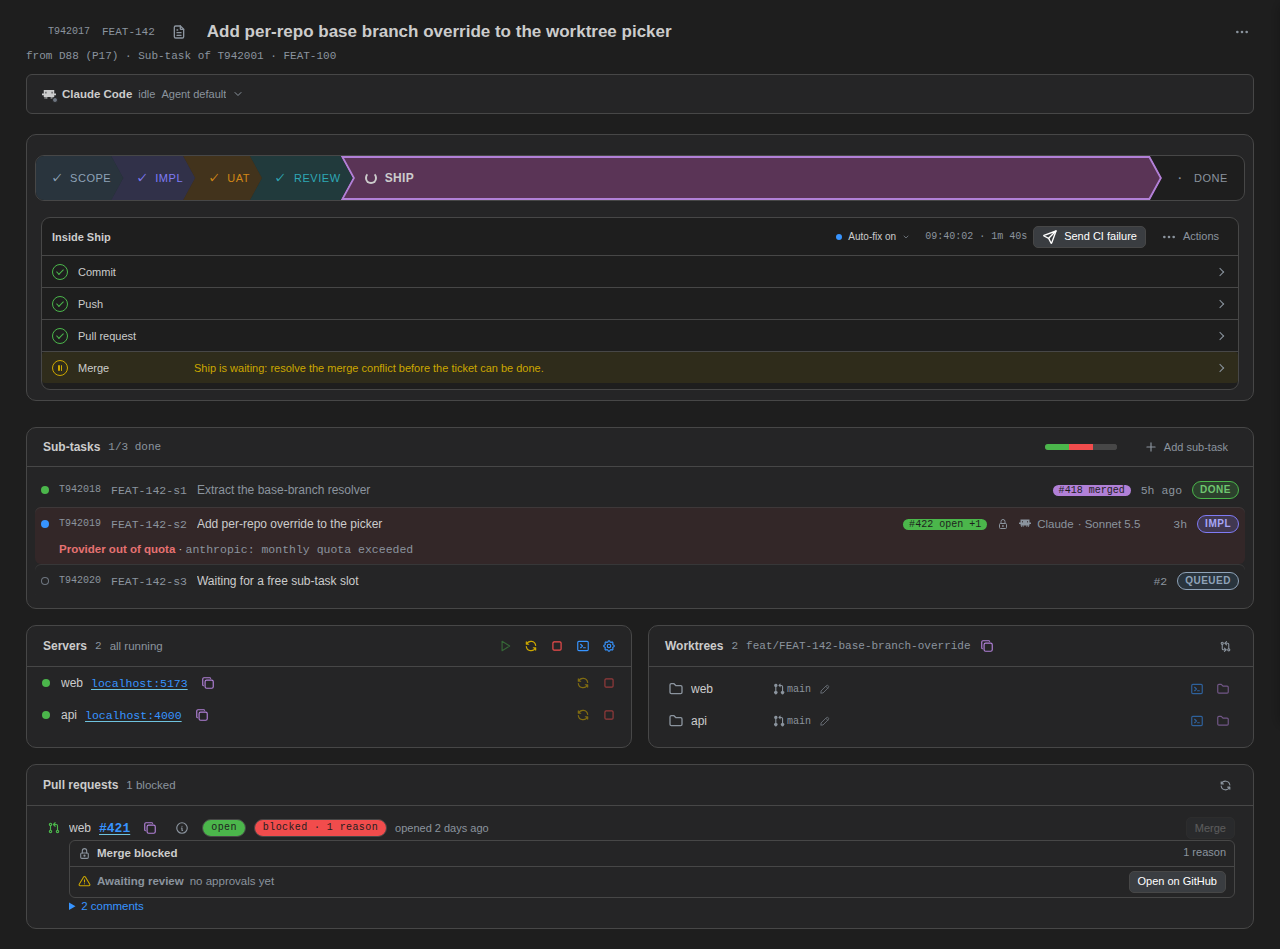 T942017 FEAT-142 Add per-repo base branch override to the worktree picker
from D88 (P17) · Sub-task of T942001 · FEAT-100
Claude Code idle Agent default
SCOPE IMPL UAT REVIEW SHIP · DONE
Inside Ship Auto-fix on 09:40:02 · 1m 40s Send CI failure Actions
Commit
Push
Pull request
Merge Ship is waiting: resolve the merge conflict before the ticket can be done.
Sub-tasks 1/3 done Add sub-task
T942018 FEAT-142-s1 Extract the base-branch resolver #418 merged 5h ago DONE
T942019 FEAT-142-s2 Add per-repo override to the picker #422 open +1 Claude · Sonnet 5.5 3h IMPL
Provider out of quota · anthropic: monthly quota exceeded
T942020 FEAT-142-s3 Waiting for a free sub-task slot #2 QUEUED
Servers 2 all running
web localhost:5173
api localhost:4000
Worktrees 2 feat/FEAT-142-base-branch-override
web main
api main
Pull requests 1 blocked
web #421 open blocked · 1 reason opened 2 days ago Merge
Merge blocked 1 reason
Awaiting review no approvals yet Open on GitHub
2 comments